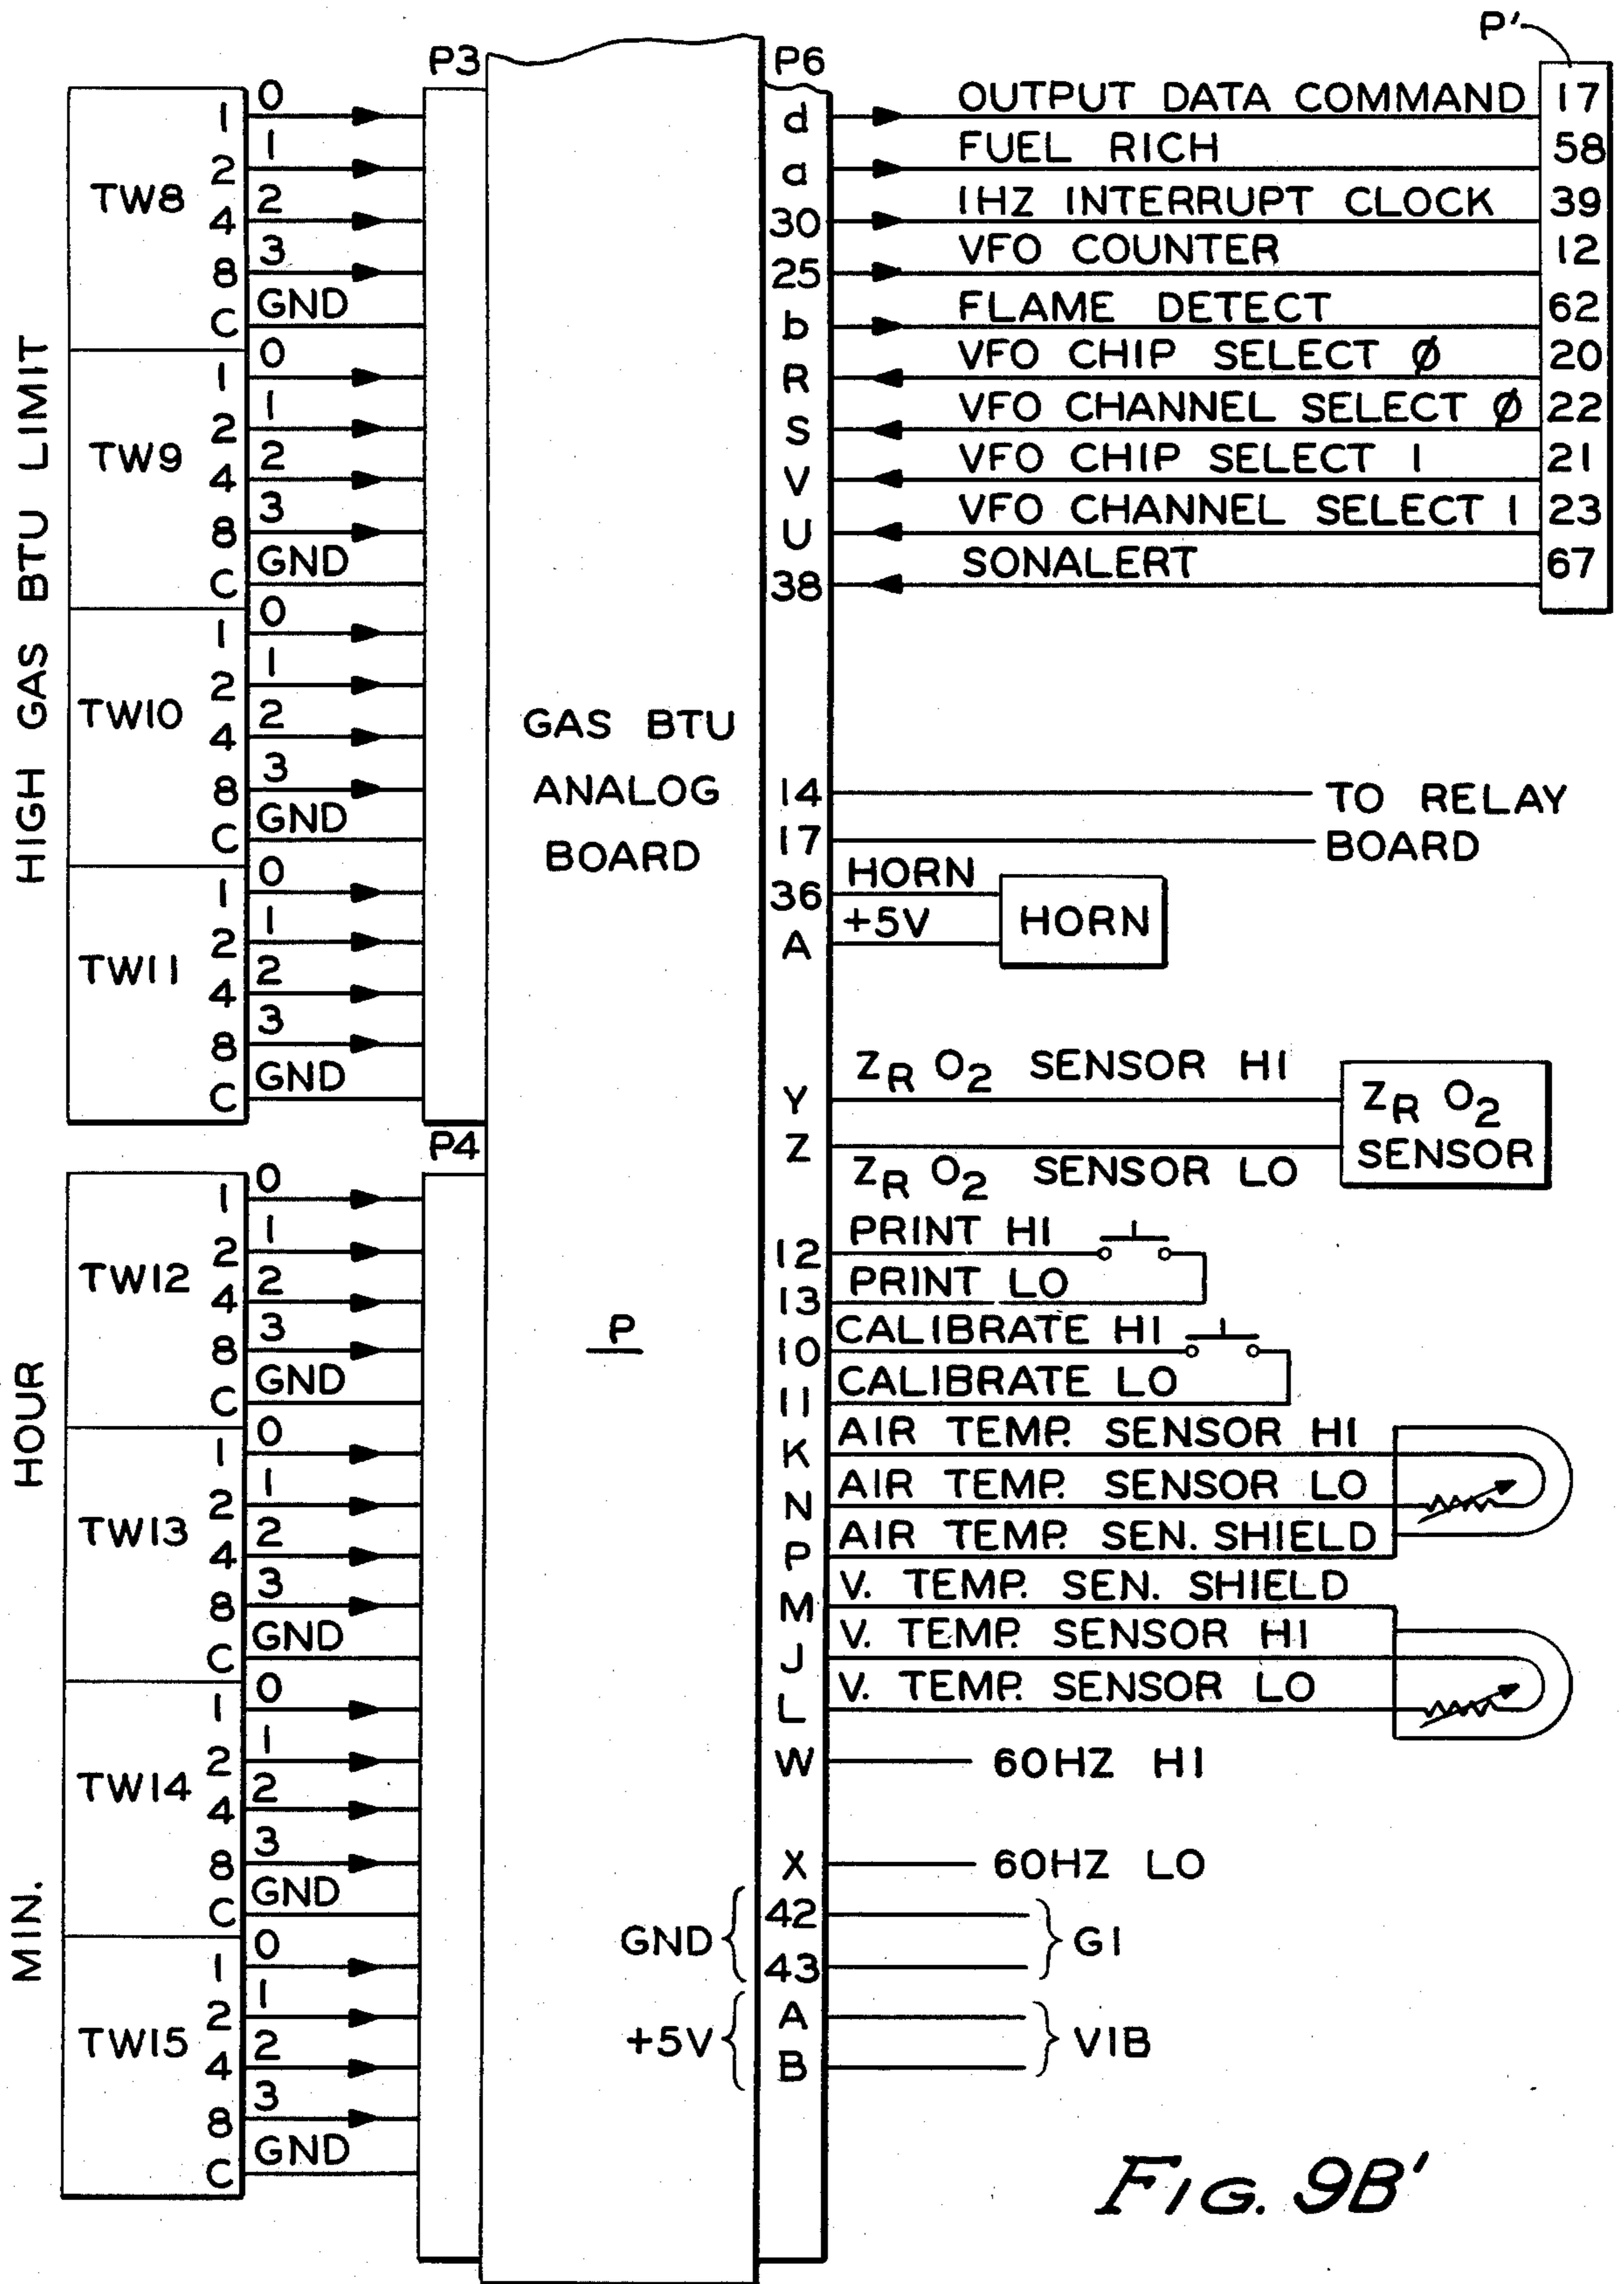 P'
P3
P6
HIGH GAS BTU LIMIT
TW8
1 0
2 1
4 2
8 3
C GND
TW9
1 0
2 1
4 2
8 3
C GND
TW10
1 0
2 1
4 2
8 3
C GND
TW11
1 0
2 1
4 2
8 3
C GND
P4
HOUR
TW12
1 0
2 1
4 2
8 3
C GND
TW13
1 0
2 1
4 2
8 3
C GND
MIN.
TW14
1 0
2 1
4 2
8 3
C GND
TW15
1 0
2 1
4 2
8 3
C GND
GAS BTU
ANALOG
BOARD
P
d OUTPUT DATA COMMAND 17
a FUEL RICH 58
30 1HZ INTERRUPT CLOCK 39
25 VFO COUNTER 12
b FLAME DETECT 62
R VFO CHIP SELECT Ø 20
S VFO CHANNEL SELECT Ø 22
V VFO CHIP SELECT 1 21
U VFO CHANNEL SELECT 1 23
38 SONALERT 67
14 TO RELAY
17 BOARD
36 HORN
A +5V
HORN
Y ZR O2 SENSOR HI
Z ZR O2 SENSOR LO
ZR O2
SENSOR
12 PRINT HI
13 PRINT LO
10 CALIBRATE HI
11 CALIBRATE LO
K AIR TEMP. SENSOR HI
N AIR TEMP. SENSOR LO
P AIR TEMP. SEN. SHIELD
M V. TEMP. SEN. SHIELD
J V. TEMP. SENSOR HI
L V. TEMP. SENSOR LO
W 60HZ HI
X 60HZ LO
GND 42 43 G1
+5V A B V1B
FIG. 9B'